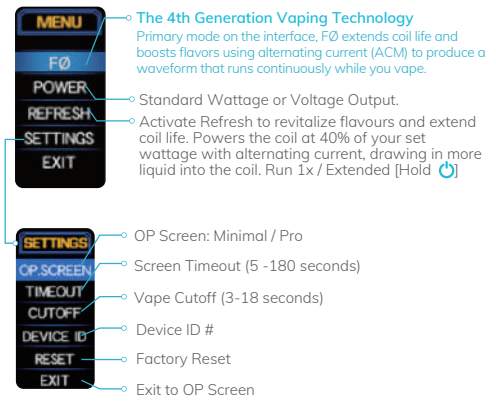 MENU
FØ
POWER
REFRESH
SETTINGS
EXIT
The 4th Generation Vaping Technology
Primary mode on the interface, FØ extends coil life and
boosts flavors using alternating current (ACM) to produce a
waveform that runs continuously while you vape.
Standard Wattage or Voltage Output.
Activate Refresh to revitalize flavours and extend
coil life. Powers the coil at 40% of your set
wattage with alternating current, drawing in more
liquid into the coil. Run 1x / Extended [Hold ]
SETTINGS
OP.SCREEN
TIMEOUT
CUTOFF
DEVICE ID
RESET
EXIT
OP Screen: Minimal / Pro
Screen Timeout (5 -180 seconds)
Vape Cutoff (3-18 seconds)
Device ID #
Factory Reset
Exit to OP Screen